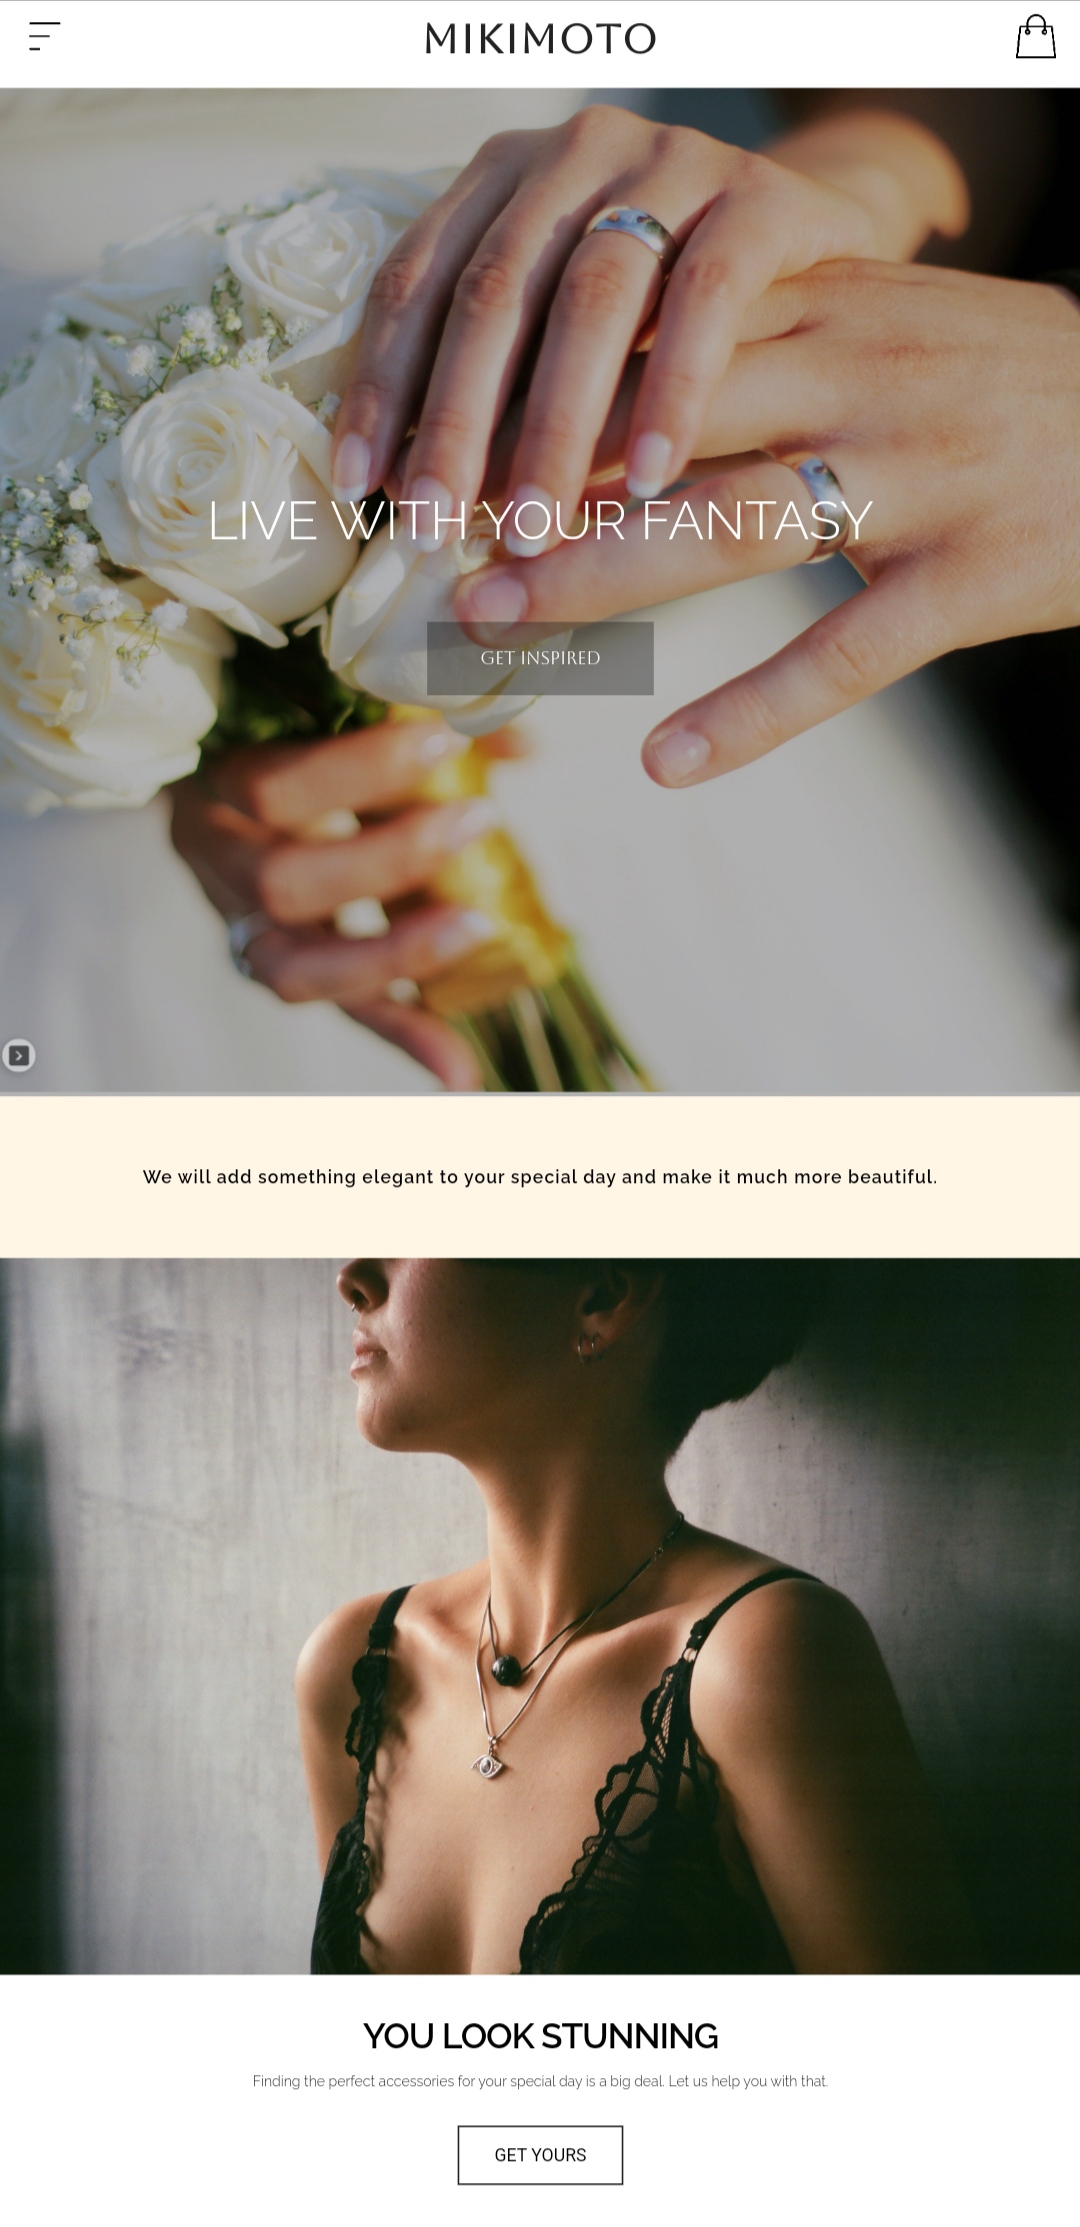 MIKIMOTO
LIVE WITH YOUR FANTASY
GET INSPIRED
We will add something elegant to your special day and make it much more beautiful.
YOU LOOK STUNNING
Finding the perfect accessories for your special day is a big deal. Let us help you with that.
GET YOURS